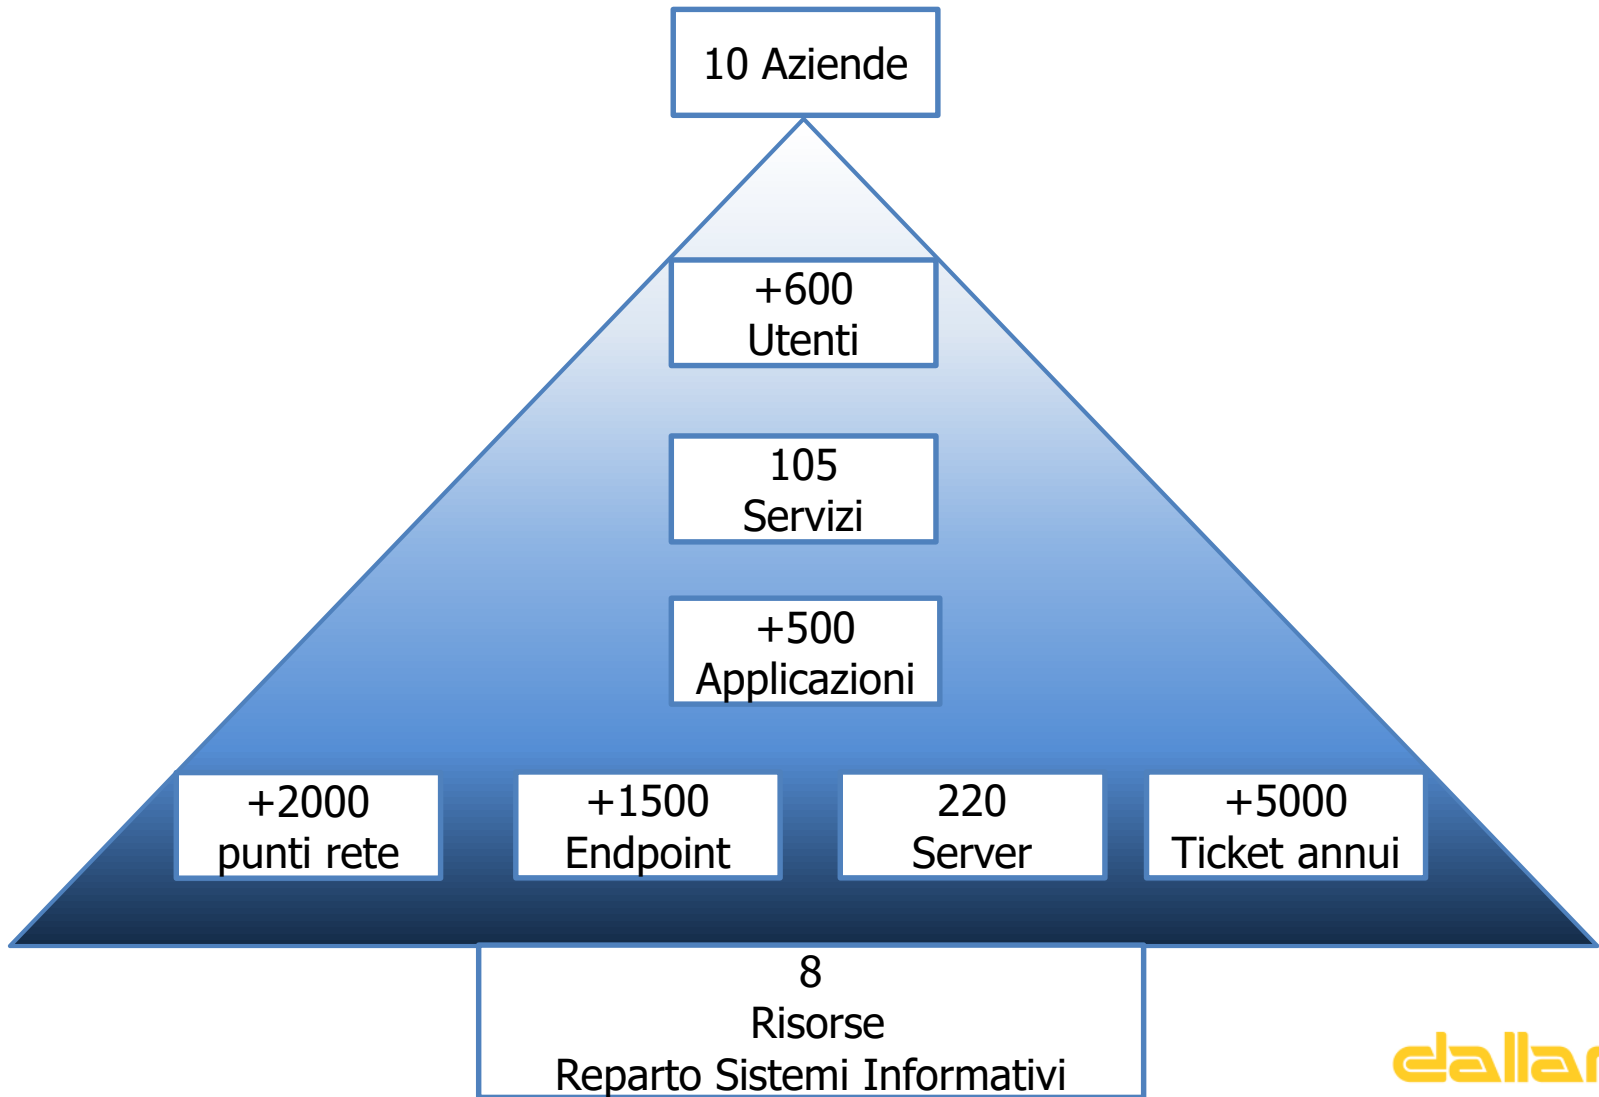 10 Aziende
+600
Utenti
105
Servizi
+500
Applicazioni
+2000
punti rete
+1500
Endpoint
220
Server
+5000
Ticket annui
8
Risorse
Reparto Sistemi Informativi